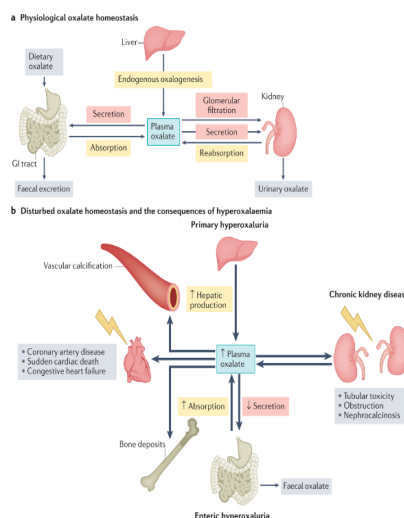 a Physiological oxalate homeostasis
Liver
Dietary
oxalate
Endogenous oxalogenesis
Glomerular
filtration
Kidney
Secretion
Plasma
oxalate
Secretion
Absorption
Reabsorption
GI tract
Faecal excretion
Urinary oxalate
b Disturbed oxalate homeostasis and the consequences of hyperoxalaemia
Primary hyperoxaluria
Vascular calcification
↑ Hepatic
production
Chronic kidney diseas
• Coronary artery disease
• Sudden cardiac death
• Congestive heart failure
↑ Plasma
oxalate
• Tubular toxicity
• Obstruction
• Nephrocalcinosis
↑ Absorption
↓ Secretion
Bone deposits
Faecal oxalate
Enteric hyperoxaluria